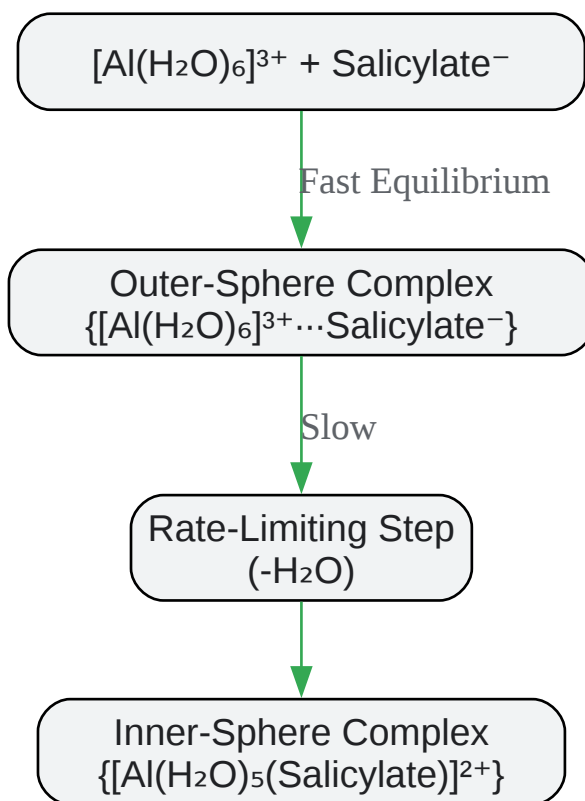 [Al(H₂O)₆]³⁺ + Salicylate⁻
Fast Equilibrium
Outer-Sphere Complex
{[Al(H₂O)₆]³⁺···Salicylate⁻}
Slow
Rate-Limiting Step
(-H₂O)
Inner-Sphere Complex
{[Al(H₂O)₅(Salicylate)]²⁺}